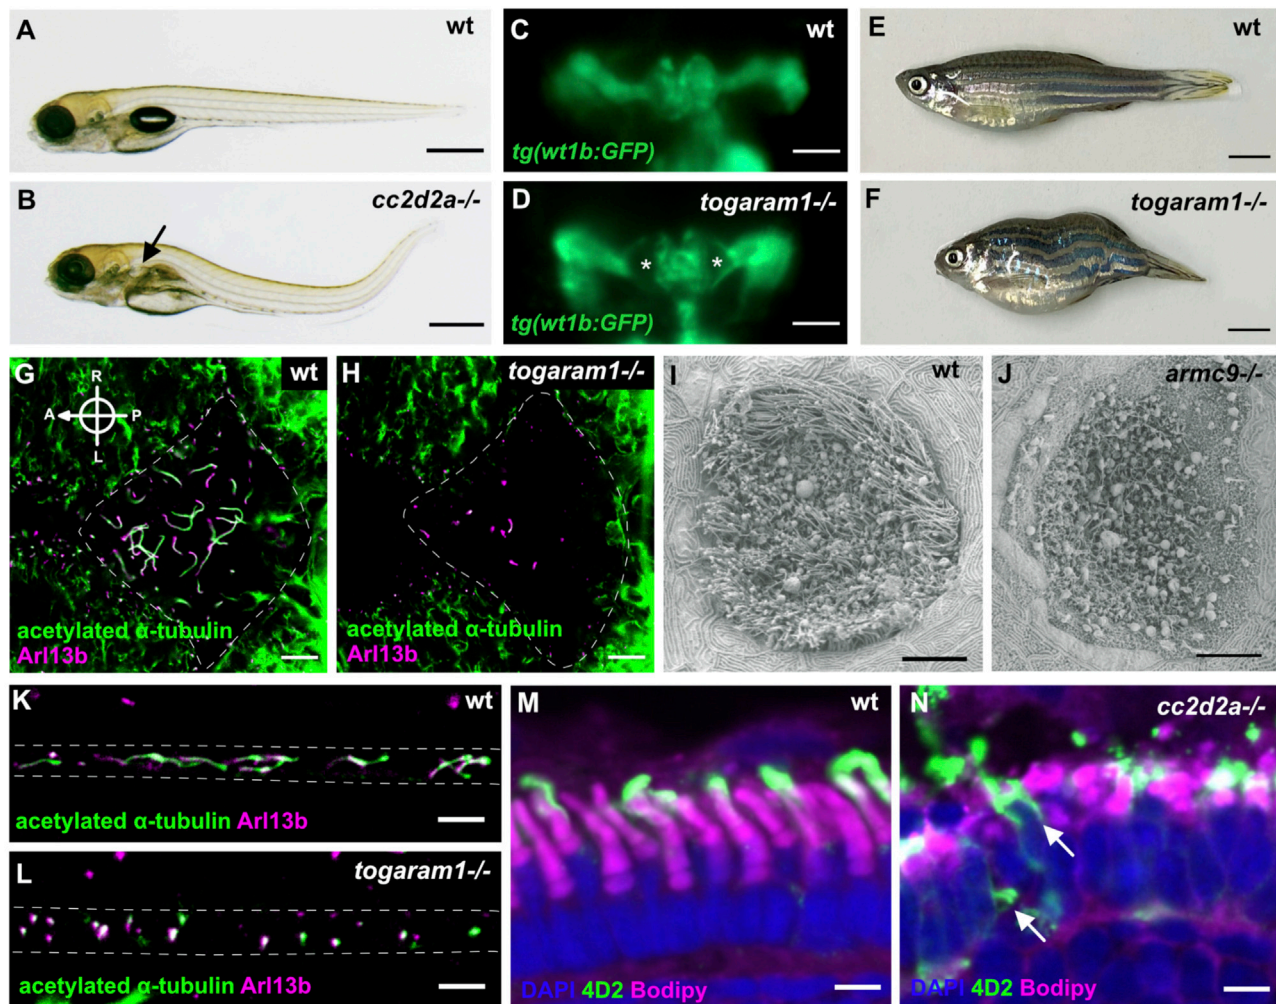 A
wt
B
cc2d2a-/-
C
wt
tg(wt1b:GFP)
D
togaram1-/-
*
*
tg(wt1b:GFP)
E
wt
F
togaram1-/-
G
wt
R
A
P
L
acetylated α-tubulin
Arl13b
H
togaram1-/-
acetylated α-tubulin
Arl13b
I
wt
J
armc9-/-
K
wt
acetylated α-tubulin Arl13b
L
togaram1-/-
acetylated α-tubulin Arl13b
M
wt
DAPI 4D2 Bodipy
N
cc2d2a-/-
DAPI 4D2 Bodipy